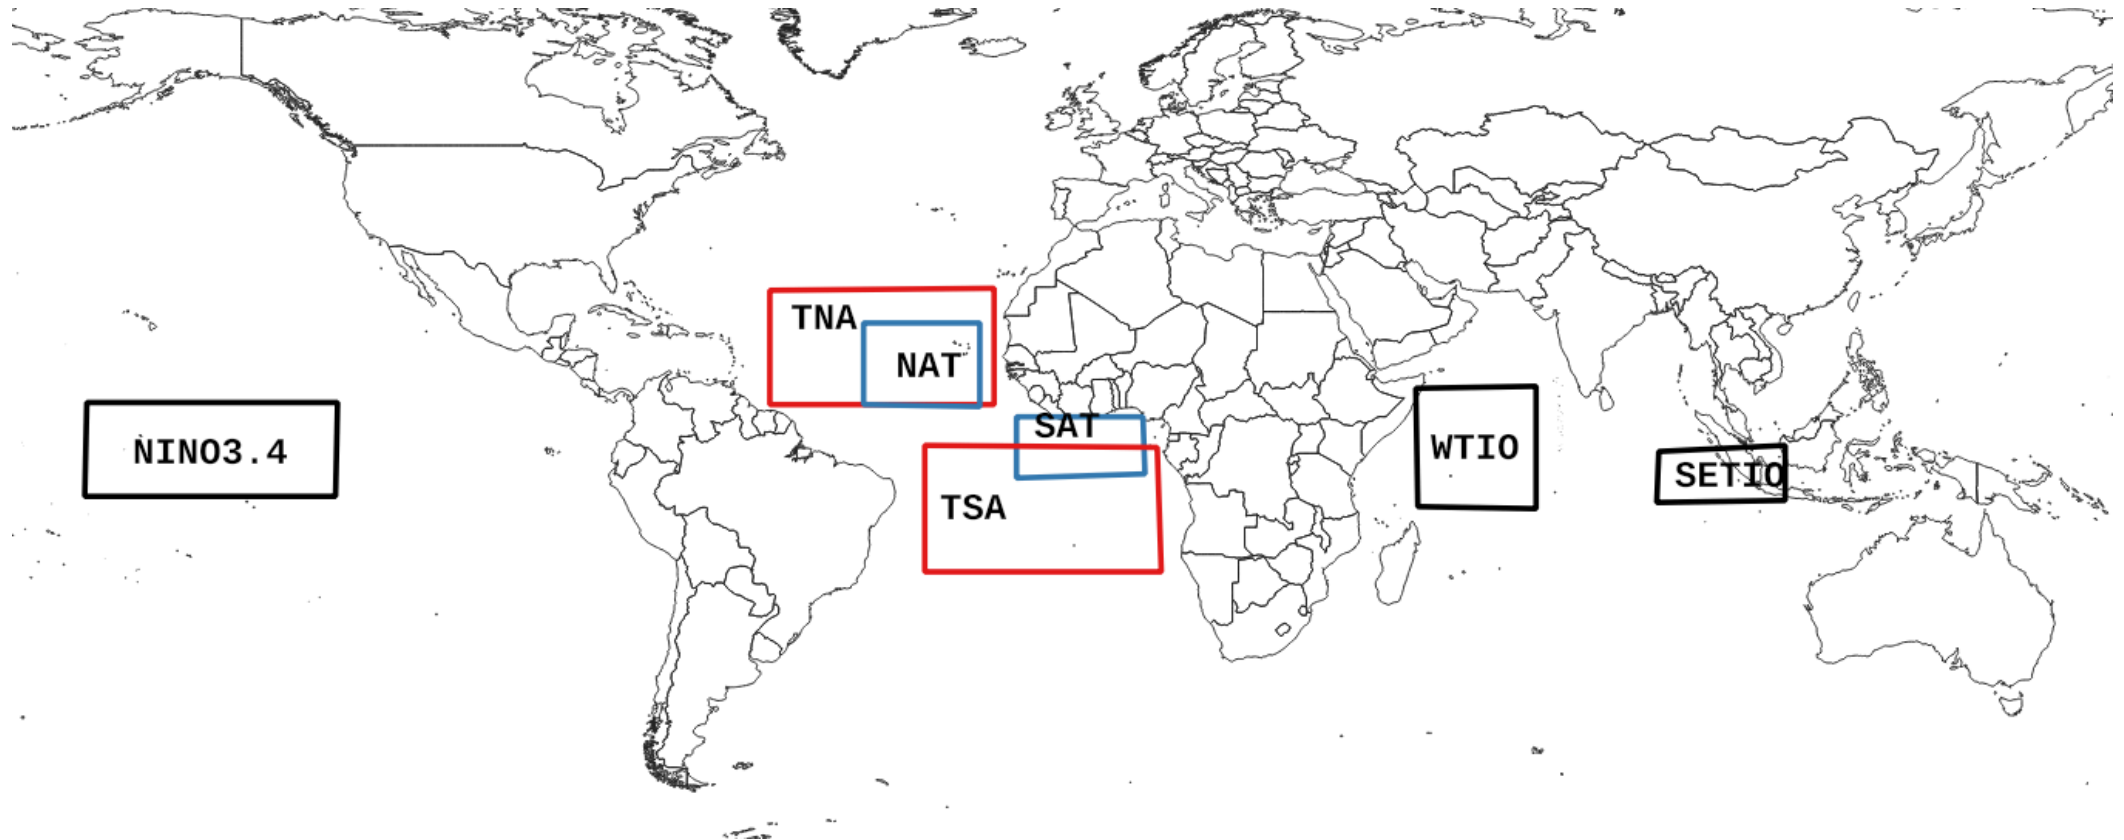 TNA
NAT
SAT
NINO3.4
WTIO
SETIO
TSA